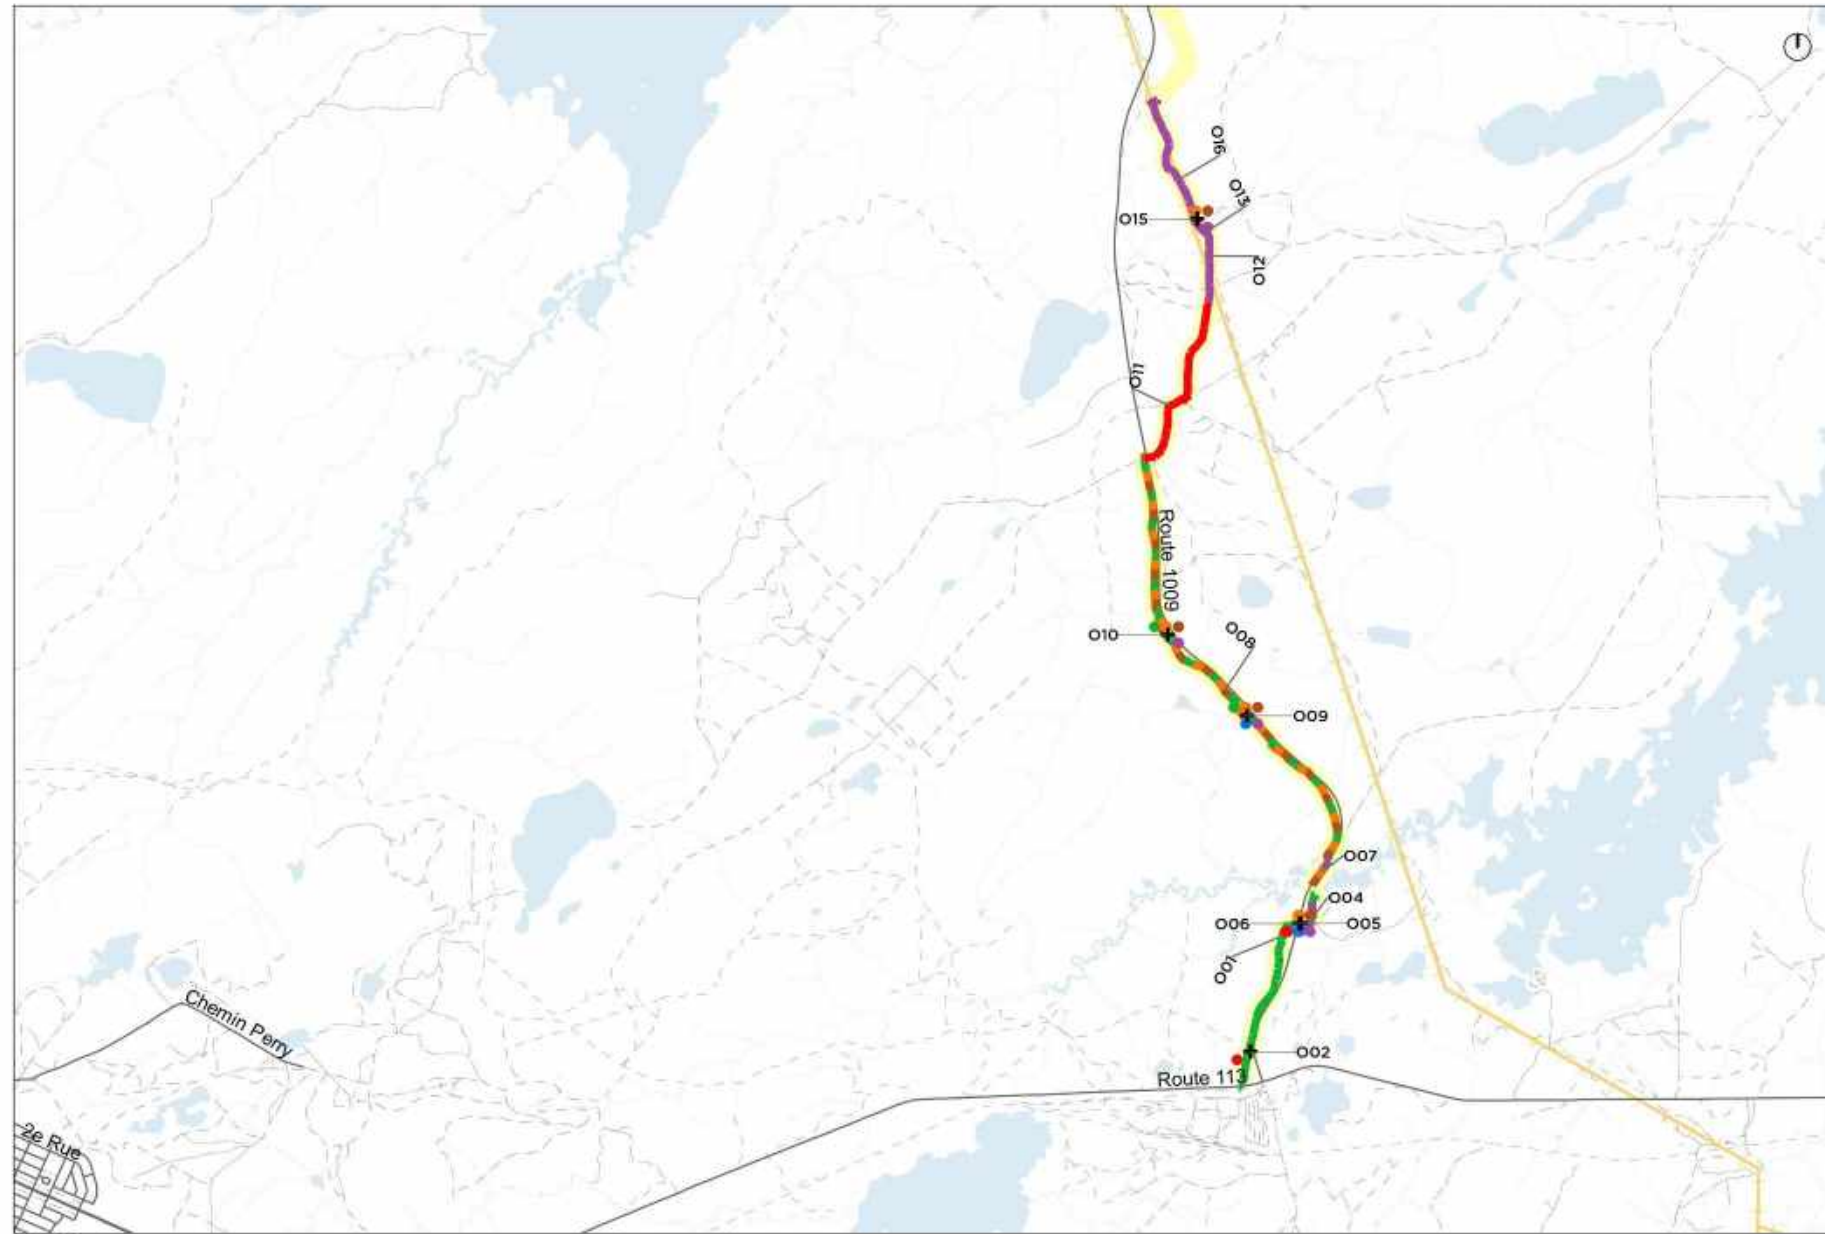 O16
O13
O15
O12
O11
Route 1009
O10
O08
O09
O07
O04
O06
O05
O01
Chemin Perry
O02
Route 113
2e Rue